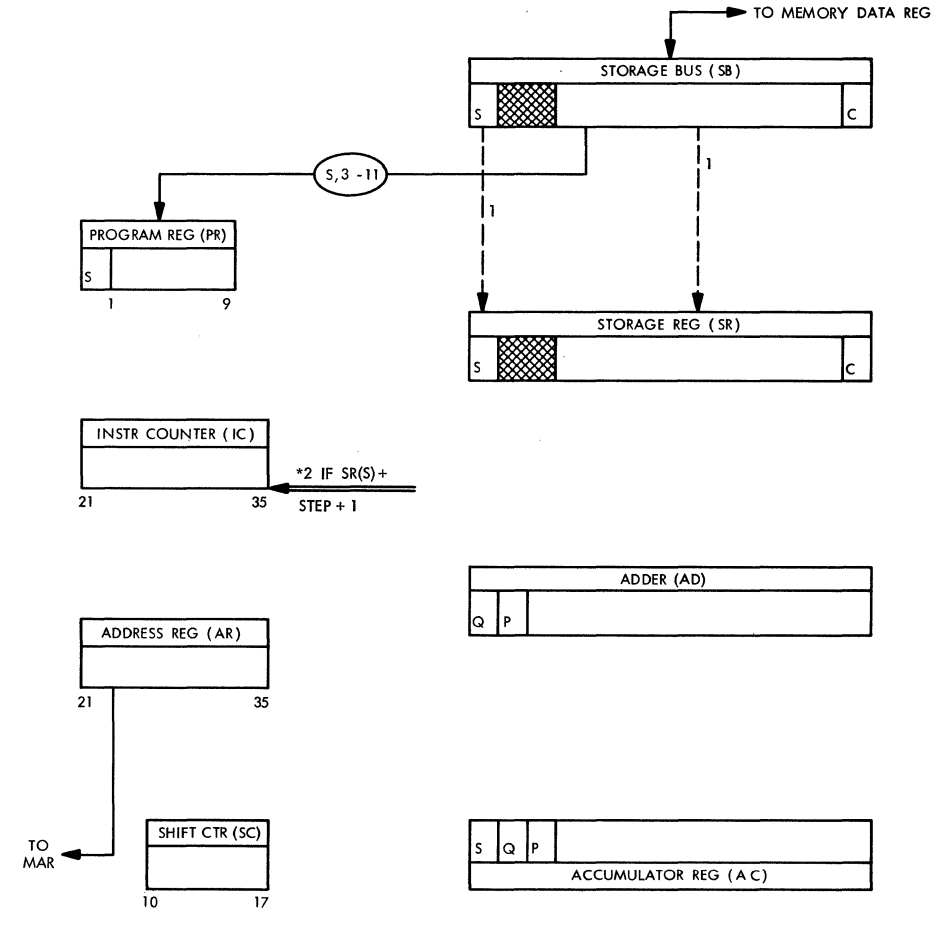 TO MEMORY DATA REG
STORAGE BUS (SB)
S
C
S,3-11
1
1
PROGRAM REG (PR)
S
1 9
STORAGE REG (SR)
S
C
INSTR COUNTER (IC)
21 35
*2 IF SR(S)+
STEP + 1
ADDER (AD)
Q P
ADDRESS REG (AR)
21 35
TO
MAR
SHIFT CTR (SC)
10 17
S Q P
ACCUMULATOR REG (AC)